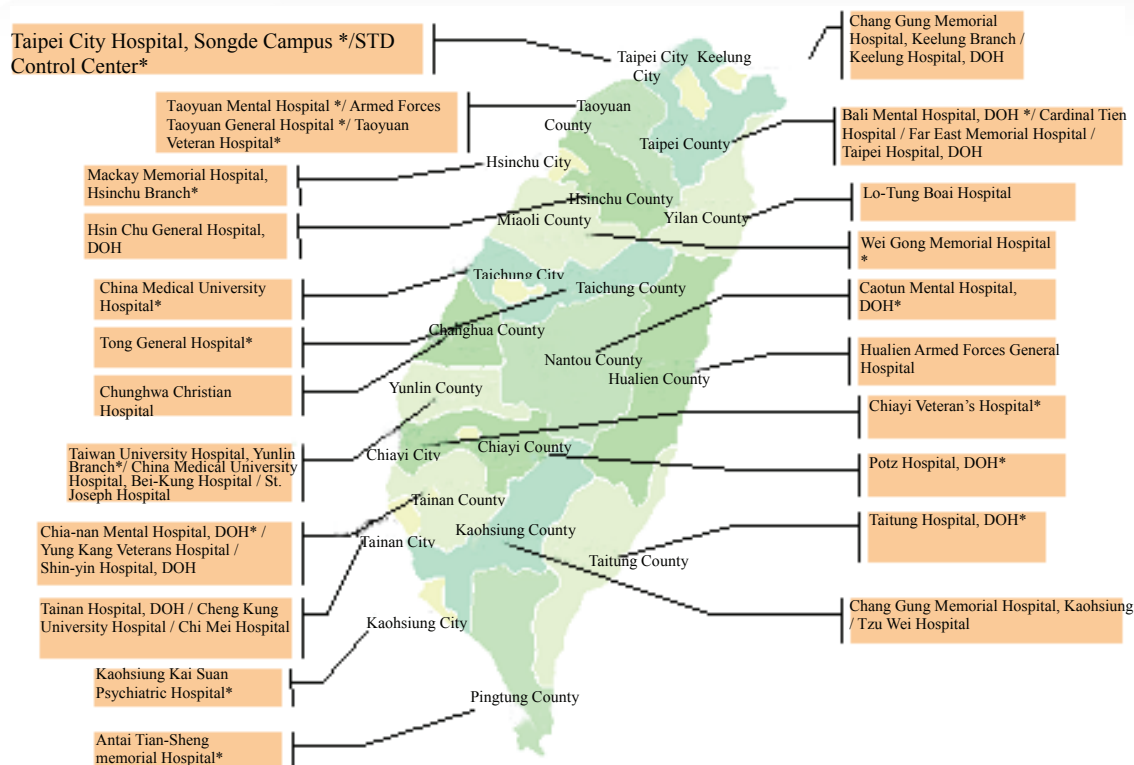 Taipei City Hospital, Songde Campus */STD
Control Center*
Chang Gung Memorial
Hospital, Keelung Branch /
Keelung Hospital, DOH
Taipei City
City
Keelung
Taoyuan Mental Hospital */ Armed Forces
Taoyuan General Hospital */ Taoyuan
Veteran Hospital*
Taoyuan
County
Bali Mental Hospital, DOH */ Cardinal Tien
Hospital / Far East Memorial Hospital /
Taipei Hospital, DOH
Taipei County
Hsinchu City
Mackay Memorial Hospital,
Hsinchu Branch*
Hsinchu County
Lo-Tung Boai Hospital
Miaoli County
Yilan County
Hsin Chu General Hospital,
DOH
Wei Gong Memorial Hospital
*
Taichung City
China Medical University
Hospital*
Taichung County
Caotun Mental Hospital,
DOH*
Changhua County
Tong General Hospital*
Nantou County
Hualien Armed Forces General
Hospital
Hualien County
Yunlin County
Chunghwa Christian
Hospital
Chiayi Veteran's Hospital*
Chiayi City
Chiayi County
Taiwan University Hospital, Yunlin
Branch*/ China Medical University
Hospital, Bei-Kung Hospital / St.
Joseph Hospital
Potz Hospital, DOH*
Tainan County
Kaohsiung County
Taitung Hospital, DOH*
Chia-nan Mental Hospital, DOH* /
Yung Kang Veterans Hospital /
Shin-yin Hospital, DOH
Tainan City
Taitung County
Tainan Hospital, DOH / Cheng Kung
University Hospital / Chi Mei Hospital
Chang Gung Memorial Hospital, Kaohsiung
/ Tzu Wei Hospital
Kaohsiung City
Kaohsiung Kai Suan
Psychiatric Hospital*
Pingtung County
Antai Tian-Sheng
memorial Hospital*